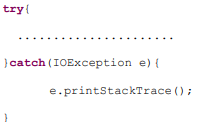 try{
......................
}catch(IOException e){
e.printStackTrace();
}